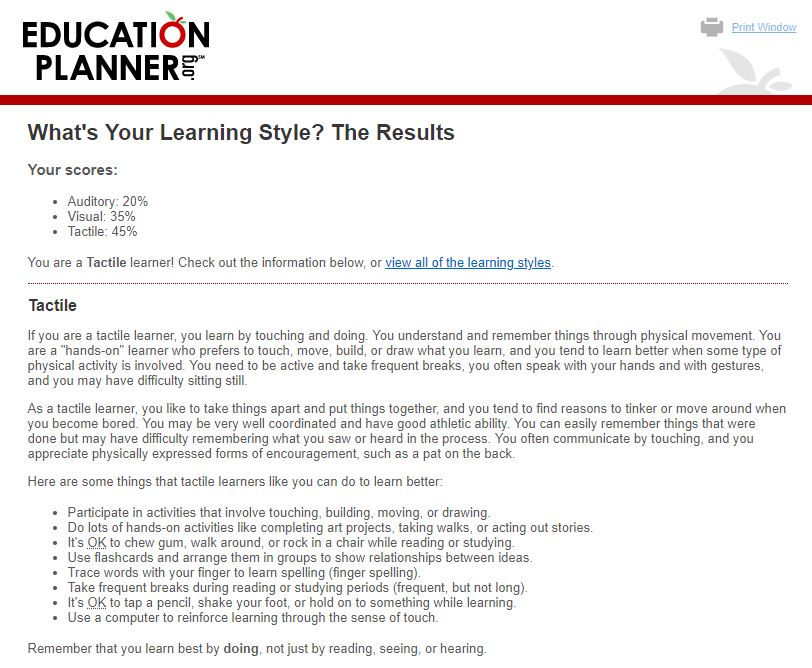 EDUCATION
PLANNER.org℠
Print Window
What's Your Learning Style? The Results
Your scores:
• Auditory: 20%
• Visual: 35%
• Tactile: 45%
You are a Tactile learner! Check out the information below, or view all of the learning styles.
Tactile
If you are a tactile learner, you learn by touching and doing. You understand and remember things through physical movement. You
are a "hands-on" learner who prefers to touch, move, build, or draw what you learn, and you tend to learn better when some type of
physical activity is involved. You need to be active and take frequent breaks, you often speak with your hands and with gestures,
and you may have difficulty sitting still.
As a tactile learner, you like to take things apart and put things together, and you tend to find reasons to tinker or move around when
you become bored. You may be very well coordinated and have good athletic ability. You can easily remember things that were
done but may have difficulty remembering what you saw or heard in the process. You often communicate by touching, and you
appreciate physically expressed forms of encouragement, such as a pat on the back.
Here are some things that tactile learners like you can do to learn better:
• Participate in activities that involve touching, building, moving, or drawing.
• Do lots of hands-on activities like completing art projects, taking walks, or acting out stories.
• It's OK to chew gum, walk around, or rock in a chair while reading or studying.
• Use flashcards and arrange them in groups to show relationships between ideas.
• Trace words with your finger to learn spelling (finger spelling).
• Take frequent breaks during reading or studying periods (frequent, but not long).
• It's OK to tap a pencil, shake your foot, or hold on to something while learning.
• Use a computer to reinforce learning through the sense of touch.
Remember that you learn best by doing, not just by reading, seeing, or hearing.